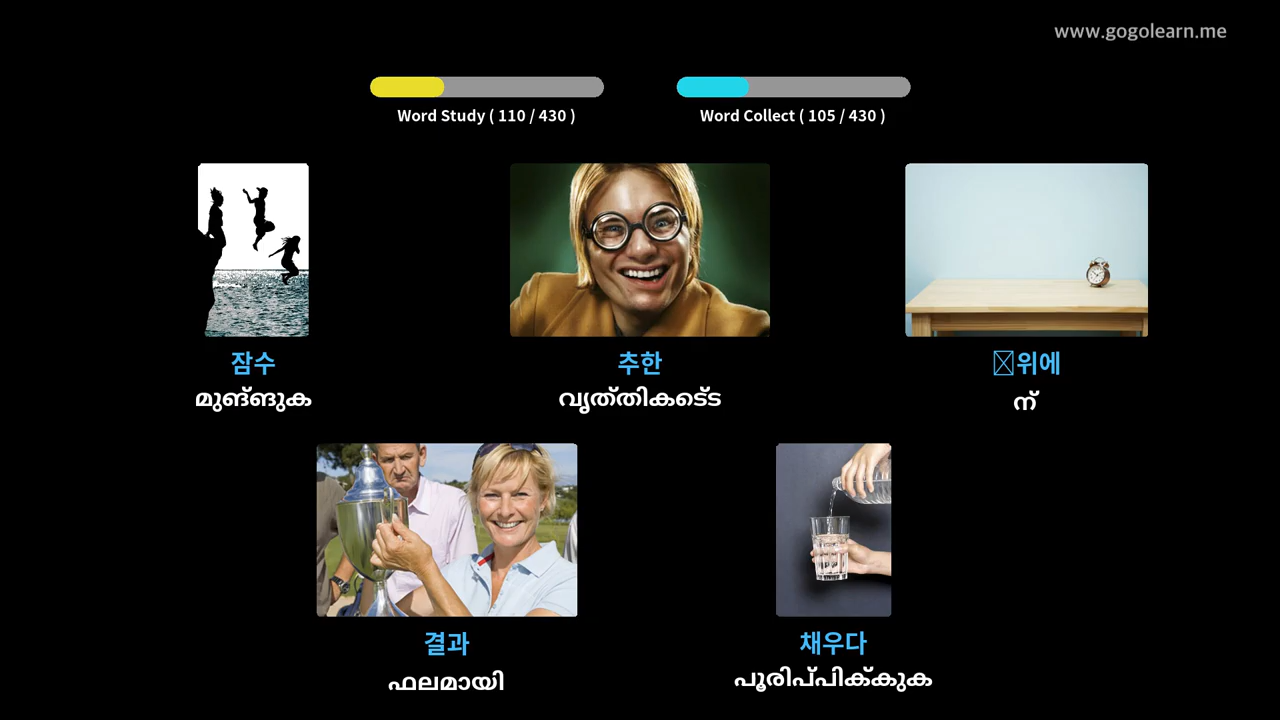 www.gogolearn.me
Word Study ( 110 / 430 )
Word Collect ( 105 / 430 )
잠수
മുങ്ങുക
추한
വൃത്തികെട്ട
위에
ന്
결과
ഫലമായി
채우다
പൂരിപ്പിക്കുക